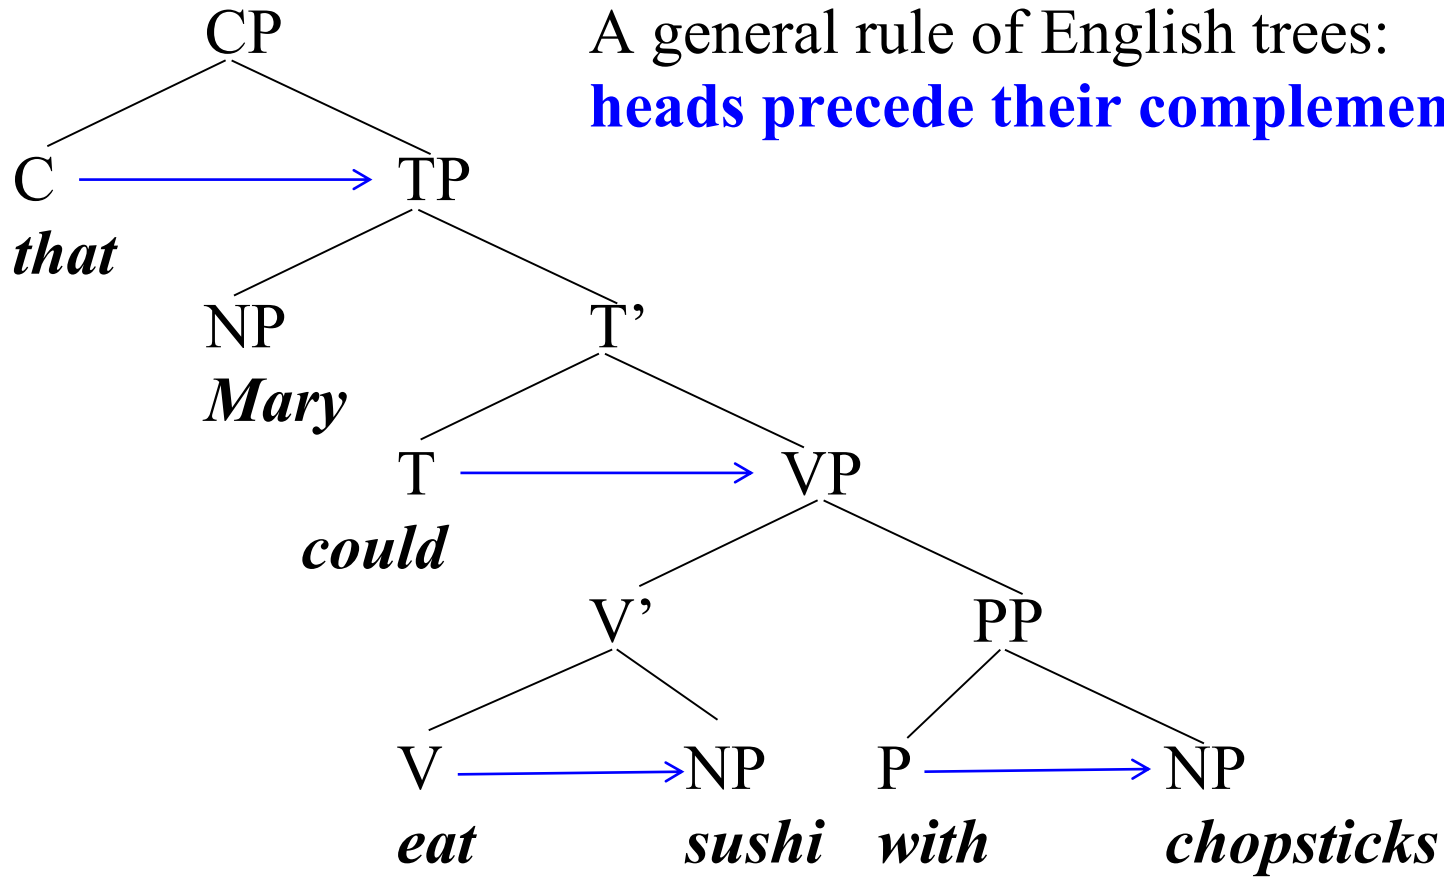 CP A general rule of English trees:
heads precede their complemen
C TP
that
NP T’
Mary
T VP
could
V’ PP
V NP P NP
eat sushi with chopsticks